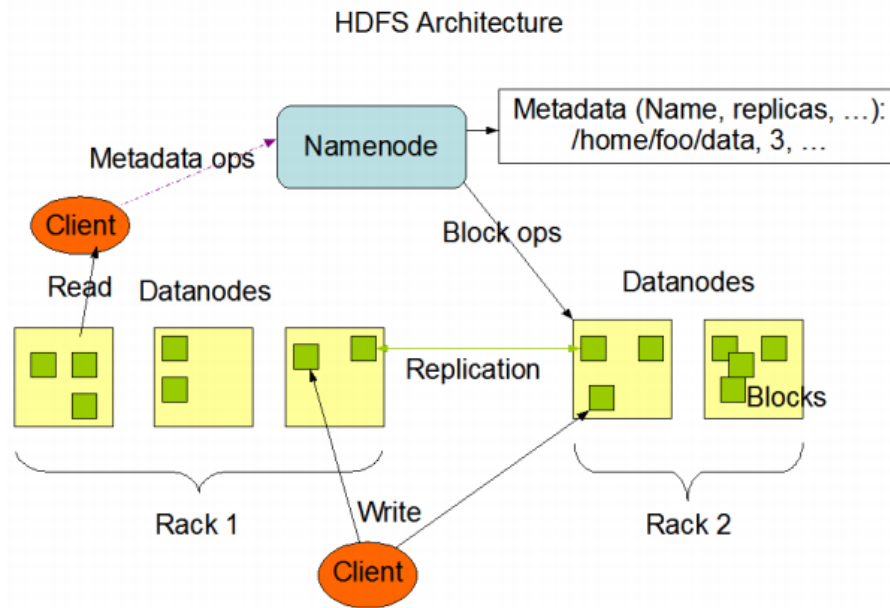 HDFS Architecture
Metadata (Name, replicas, …):
/home/foo/data, 3, …
Namenode
Metadata ops
Client
Block ops
Read
Datanodes
Datanodes
Replication
Blocks
Rack 1
Write
Rack 2
Client